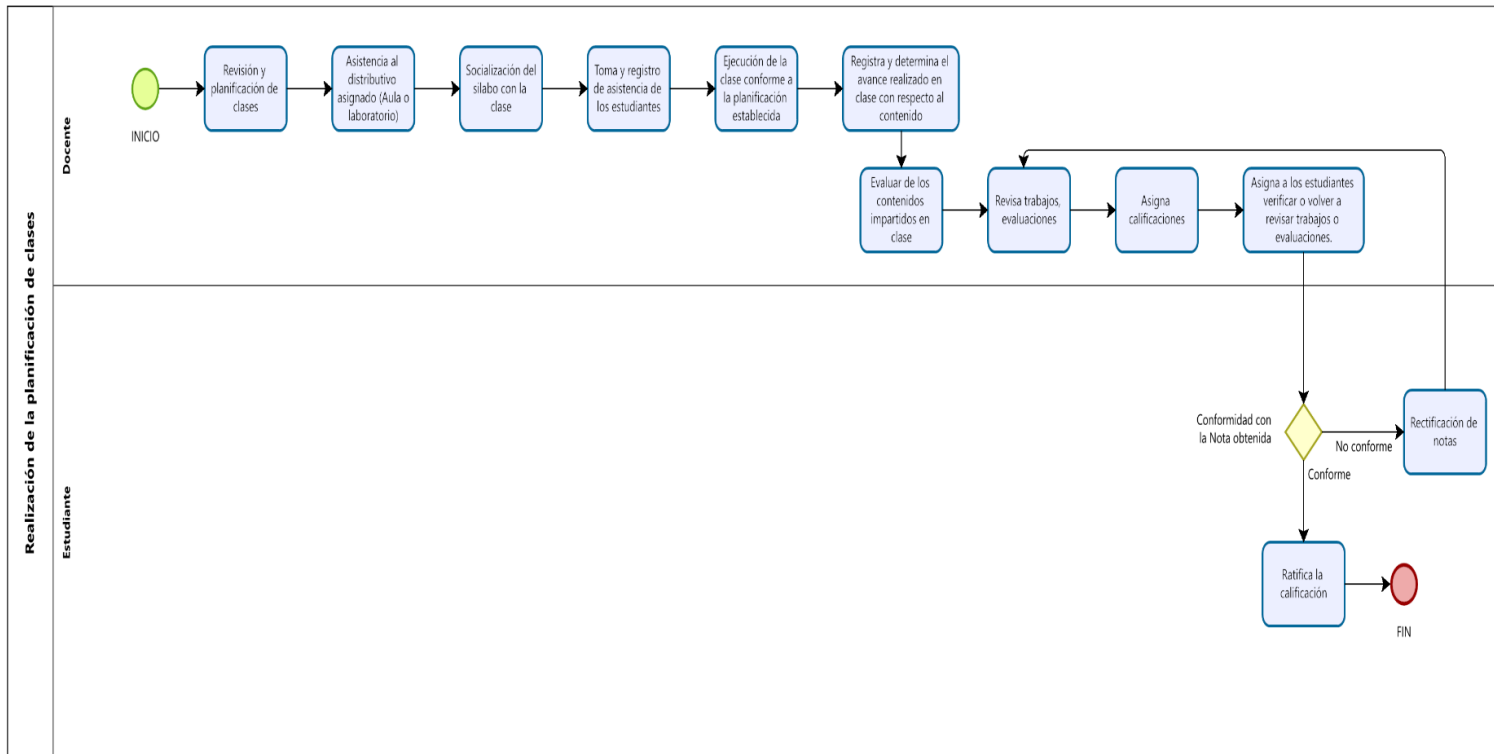 Realización de la planificación de clases
Docente
INICIO
Revisión y
planificación de
clases
Asistencia al
distributivo
asignado (Aula o
laboratorio)
Socialización del
silabo con la
clase
Toma y registro
de asistencia de
los estudiantes
Ejecución de la
clase conforme a
la planificación
establecida
Registra y determina el
avance realizado en
clase con respecto al
contenido
Evaluar de los
contenidos
impartidos en
clase
Revisa trabajos,
evaluaciones
Asigna
calificaciones
Asigna a los estudiantes
verificar o volver a
revisar trabajos o
evaluaciones.
Estudiante
Conformidad con
la Nota obtenida
No conforme
Rectificación de
notas
Conforme
Ratifica la
calificación
FIN